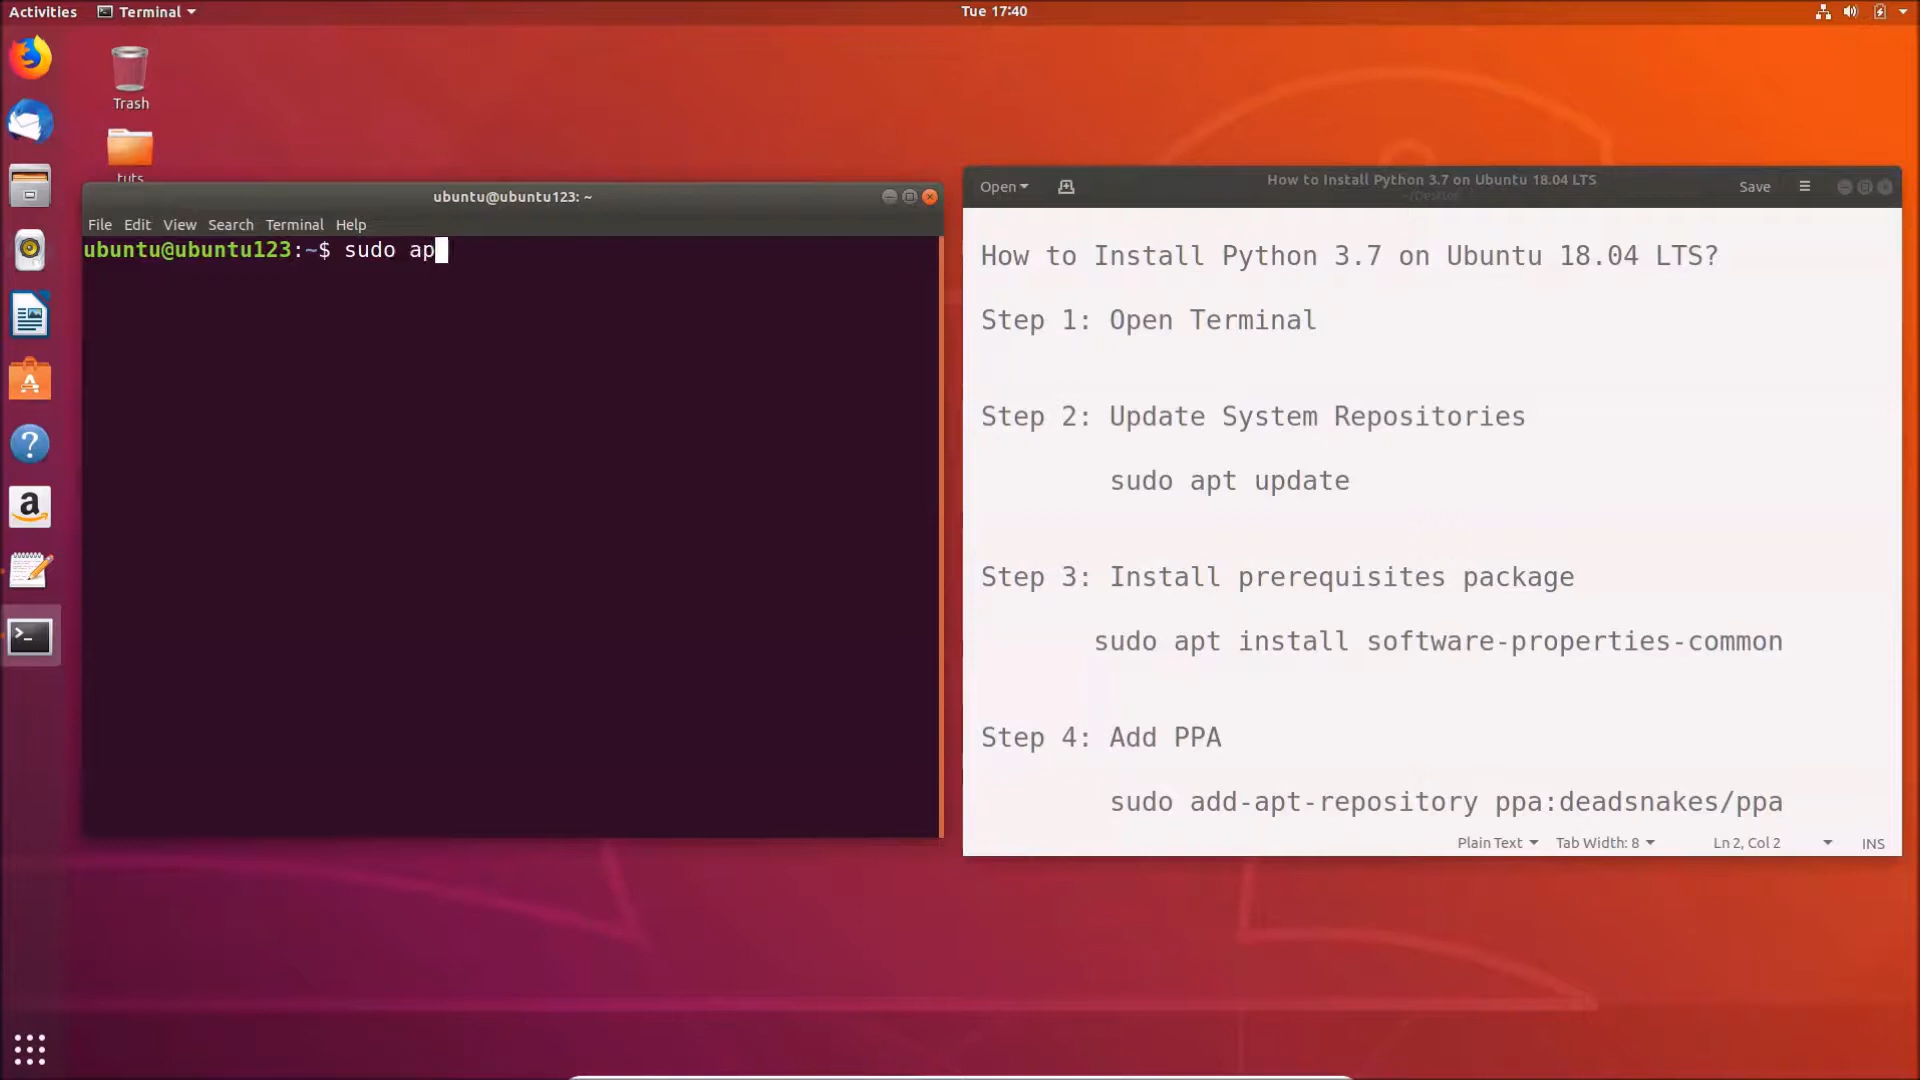 Activities
Terminal
Tue 17:40
Trash
tuts
ubuntu@ubuntu123: ~
File Edit View Search Terminal Help
ubuntu@ubuntu123:~$ sudo ap
Open
How to Install Python 3.7 on Ubuntu 18.04 LTS
~/Desktop
Save
How to Install Python 3.7 on Ubuntu 18.04 LTS?
Step 1: Open Terminal
Step 2: Update System Repositories
sudo apt update
Step 3: Install prerequisites package
sudo apt install software-properties-common
Step 4: Add PPA
sudo add-apt-repository ppa:deadsnakes/ppa
Plain Text
Tab Width: 8
Ln 2, Col 2
INS